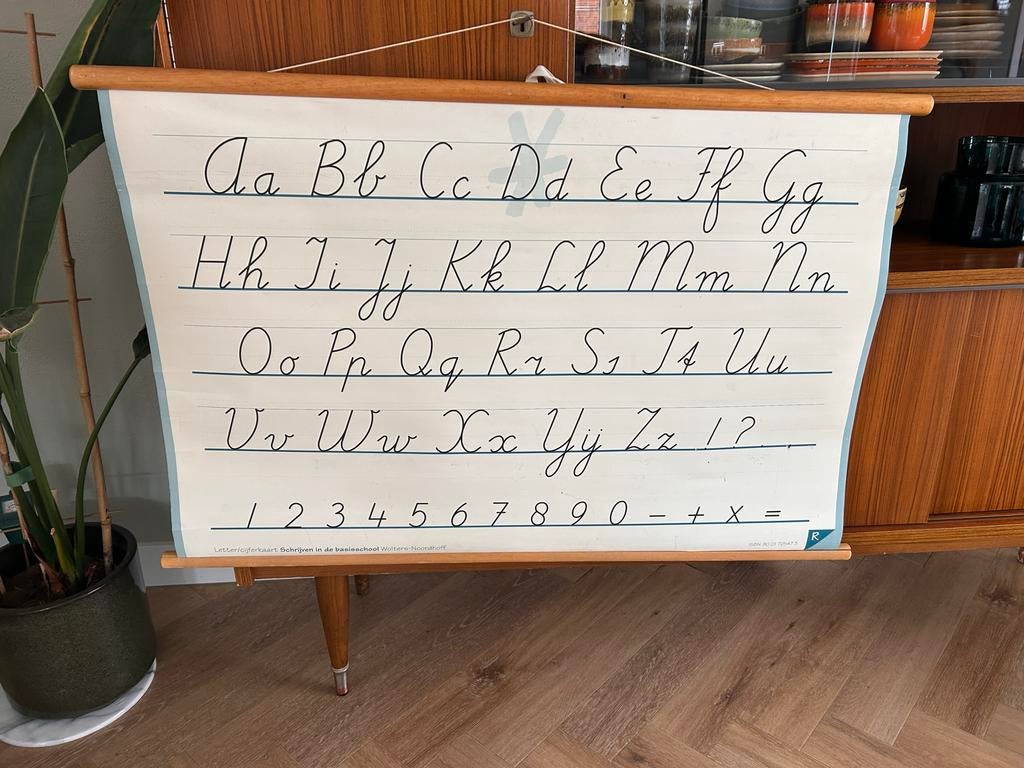 Aa Bb Cc Dd Ee Ff Gg
Hh Ii Jj Kk Ll Mm Nn
Oo Pp Qq Rr Ss Tt Uu
Vv Ww Xx Yij Zz ! ? . ,
1 2 3 4 5 6 7 8 9 0 - + x =
R
Letter/cijferkaart Schrijven in de basisschool Wolters-Noordhoff